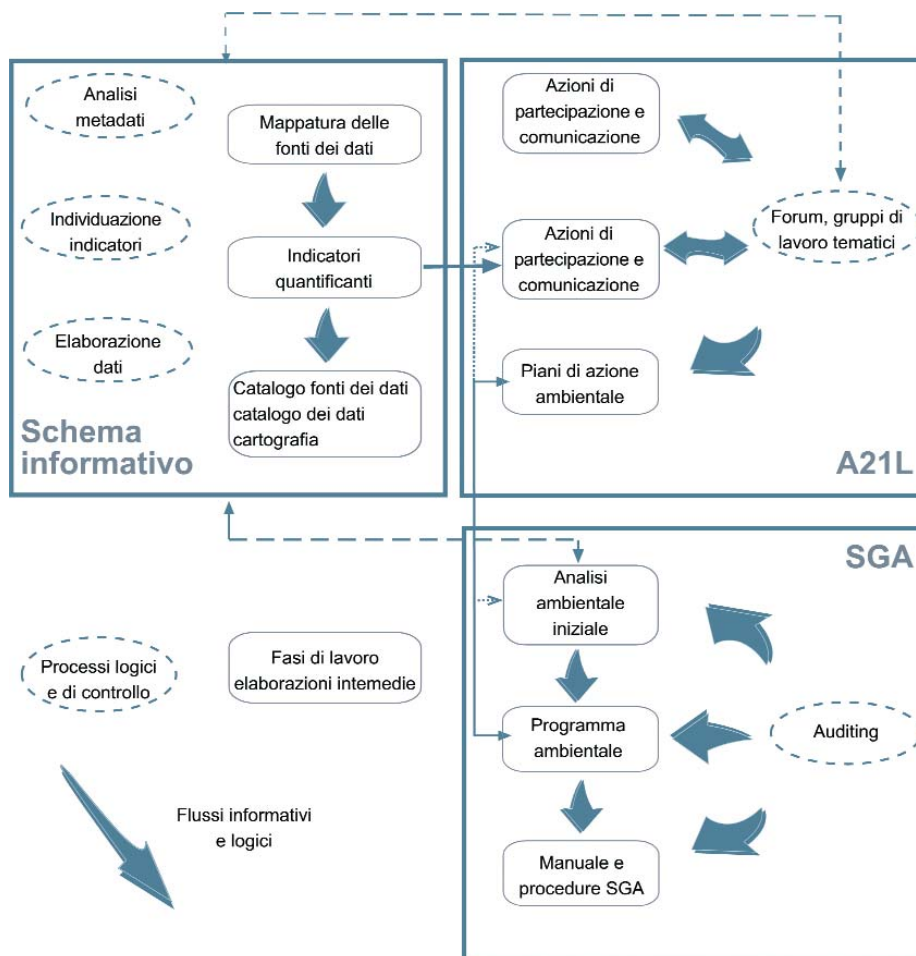 Analisi
metadati
Mappatura delle
fonti dei dati
Individuazione
indicatori
Indicatori
quantificanti
Elaborazione
dati
Catalogo fonti dei dati
catalogo dei dati
cartografia
Schema
informativo
Azioni di
partecipazione e
comunicazione
Azioni di
partecipazione e
comunicazione
Forum, gruppi di
lavoro tematici
Piani di azione
ambientale
A21L
SGA
Analisi
ambientale
iniziale
Programma
ambientale
Auditing
Manuale e
procedure SGA
Processi logici
e di controllo
Fasi di lavoro
elaborazioni intemedie
Flussi informativi
e logici